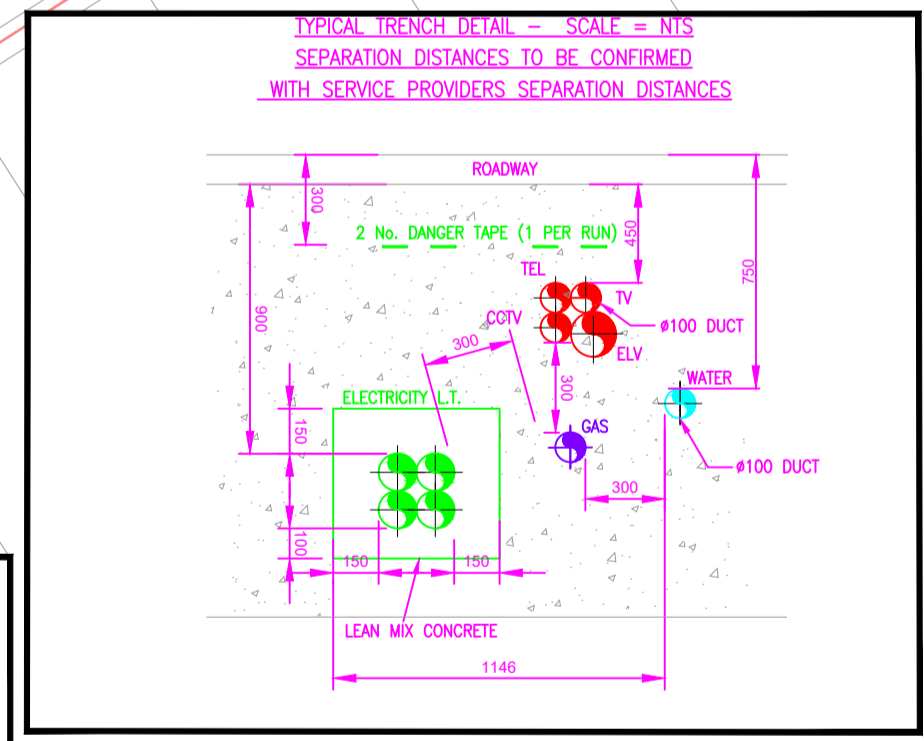 TYPICAL TRENCH DETAIL – SCALE = NTS
SEPARATION DISTANCES TO BE CONFIRMED
WITH SERVICE PROVIDERS SEPARATION DISTANCES
ROADWAY
300
2 No. DANGER TAPE (1 PER RUN)
450
750
900
TEL
TV
CCTV
ø100 DUCT
300
ELV
300
WATER
ELECTRICITY L.T.
150
GAS
ø100 DUCT
300
100
150
150
LEAN MIX CONCRETE
1146